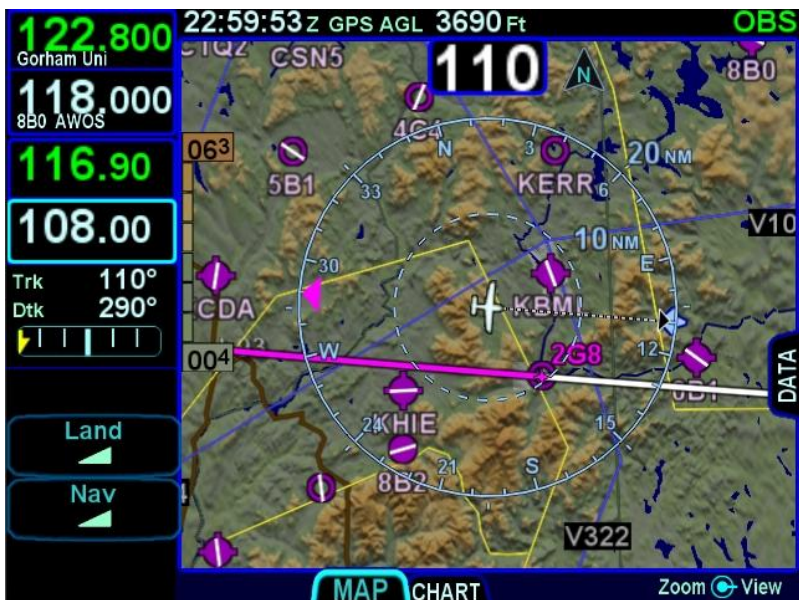 122.800
Gorham Uni
118.000
8B0 AWOS
116.90
108.00
Trk 110°
Dtk 290°
Land
Nav
22:59:53 Z GPS AGL 3690 Ft
OBS
110
N
CSN5
8B0
4C4
063
5B1
N
3
KERR
6
20 NM
33
V10
10 NM
30
E
CDA
KBML
W
004
2G8
12
DATA
KHIE
24
15
21
S
8B2
V322
MAP
CHART
Zoom View